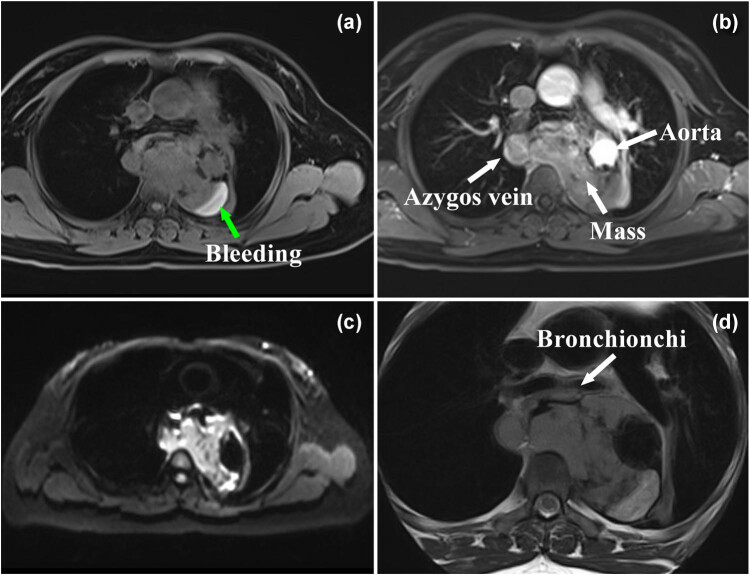 (a)
Bleeding
(b)
Aorta
Azygos vein
Mass
(c)
(d)
Bronchionchi